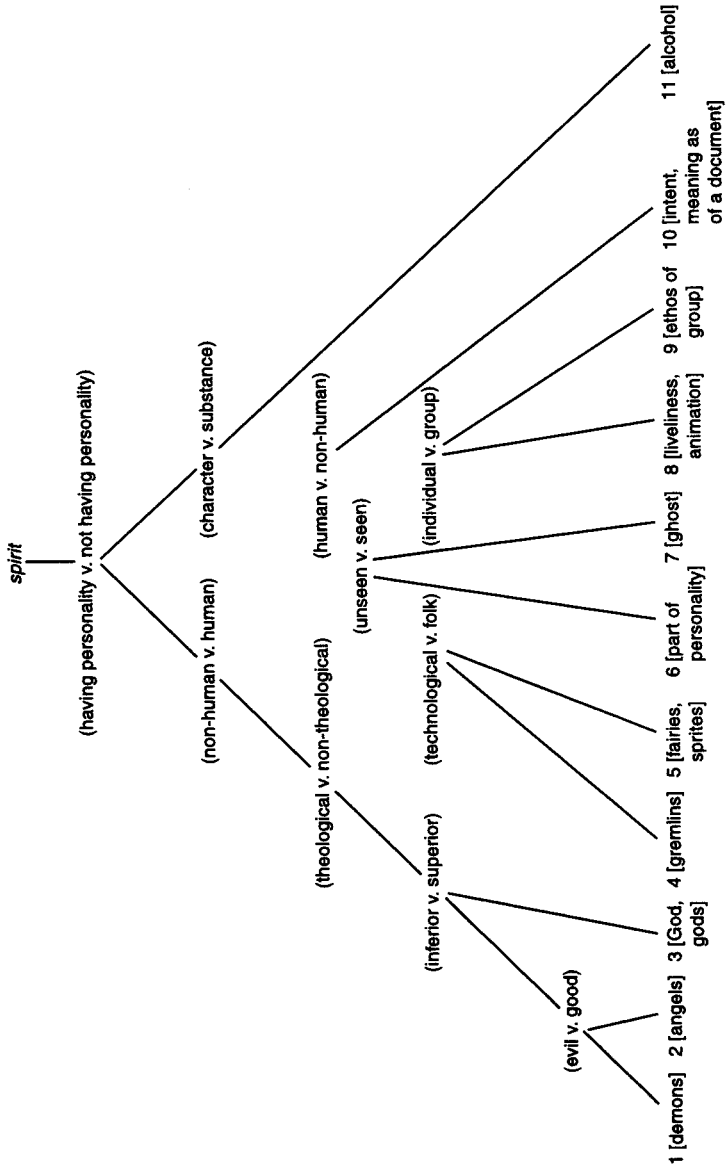 spirit
(having personality v. not having personality)
(non-human v. human)
(character v. substance)
(theological v. non-theological)
(human v. non-human)
(unseen v. seen)
(inferior v. superior)
(technological v. folk)
(individual v. group)
(evil v. good)
1 [demons]
2 [angels]
3 [God,
gods]
4 [gremlins]
5 [fairies,
sprites]
6 [part of
personality]
7 [ghost]
8 [liveliness,
animation]
9 [ethos of
group]
10 [intent,
meaning as
of a document]
11 [alcohol]